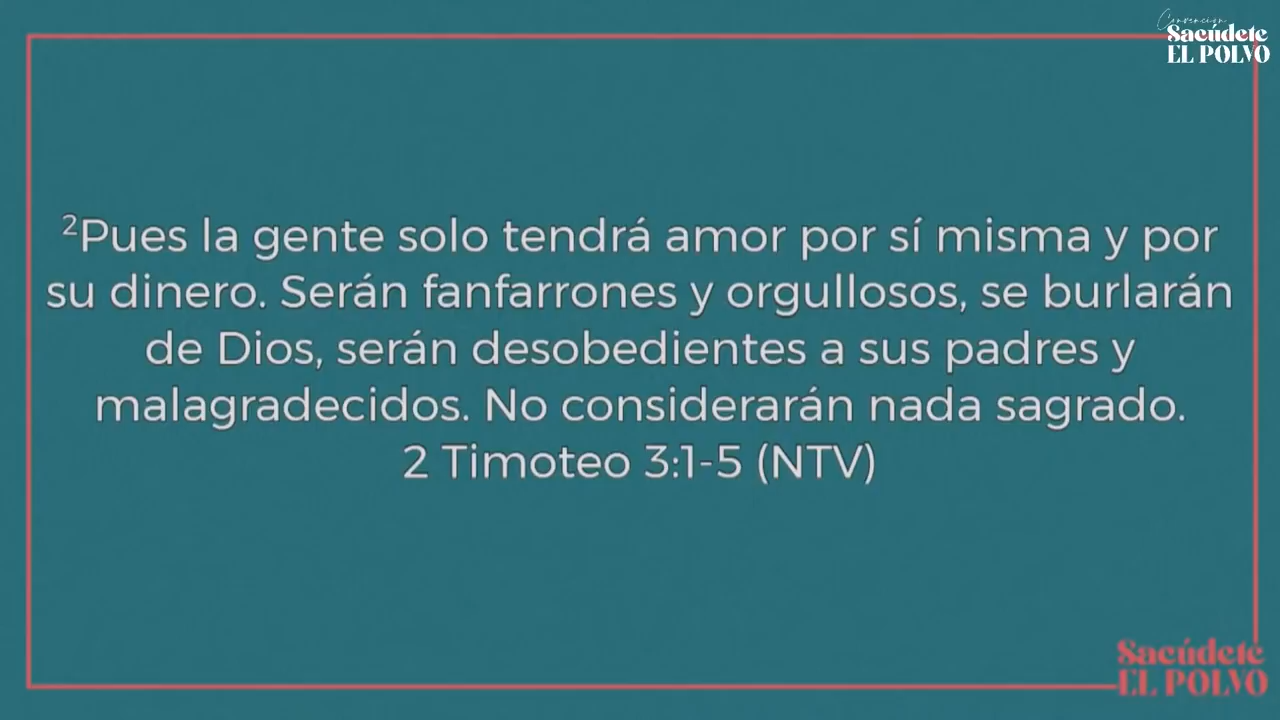 Convención
Sacúdete
EL POLVO
²Pues la gente solo tendrá amor por sí misma y por
su dinero. Serán fanfarrones y orgullosos, se burlarán
de Dios, serán desobedientes a sus padres y
malagradecidos. No considerarán nada sagrado.
2 Timoteo 3:1-5 (NTV)
Sacúdete
EL POLVO